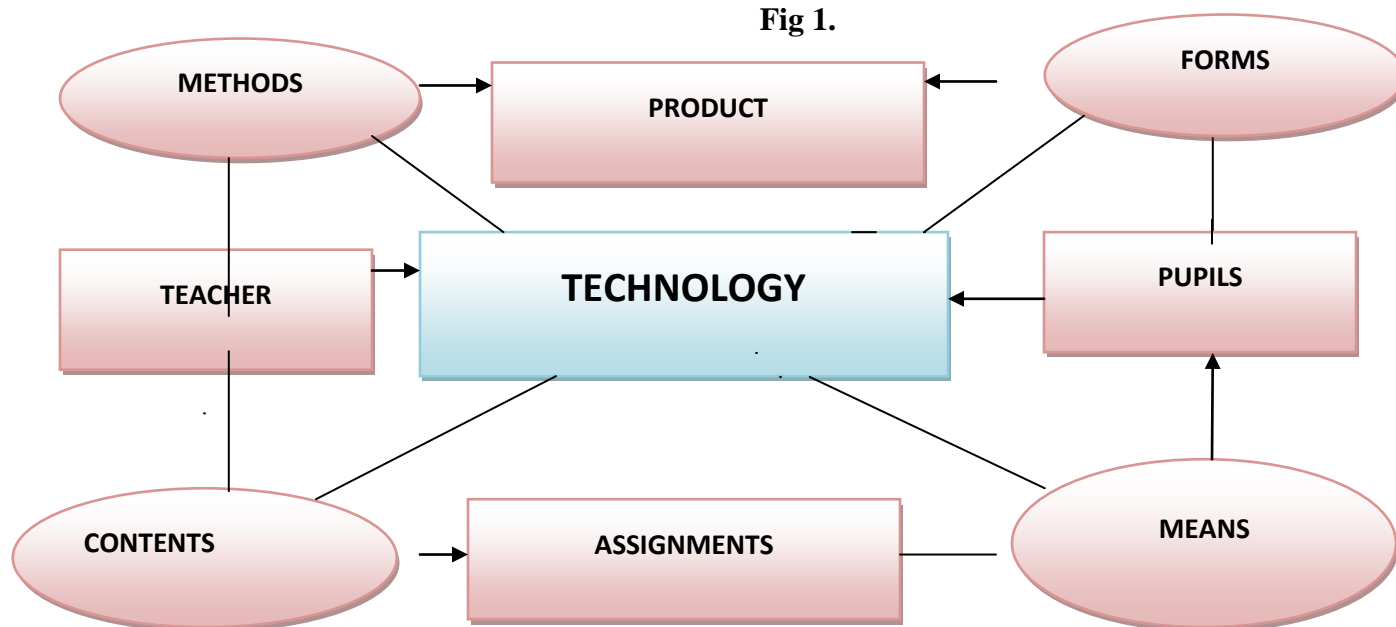 Fig 1.
METHODS
PRODUCT
FORMS
TEACHER
TECHNOLOGY
PUPILS
CONTENTS
ASSIGNMENTS
MEANS